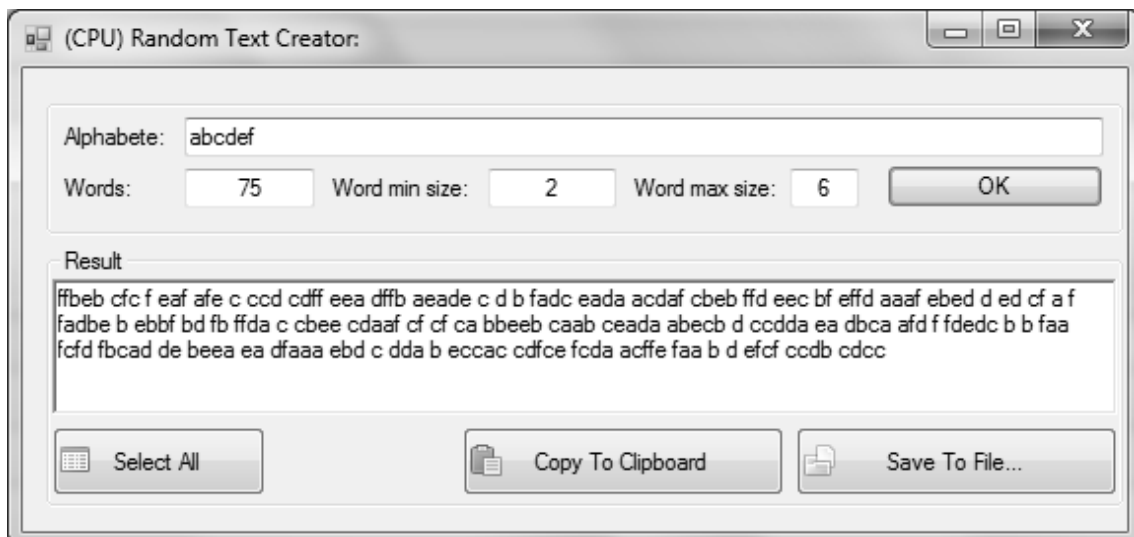 (CPU) Random Text Creator:
Alphabete: abcdef
Words: 75 Word min size: 2 Word max size: 6 OK
Result
ffbeb cfc f eaf afe c ccd cdff eea dffb aeade c d b fadc eada acdaf cbeb ffd eec bf effd aaaf ebed d ed cf a f
fadbe b ebbf bd fb ffda c cbee cdaaf cf cf ca bbeeb caab ceada abecb d ccdda ea dbca afd f fdedc b b faa
fcfd fbcad de beea ea dfaaa ebd c dda b eccac cdfce fcda acffe faa b d efcf ccdb cdcc
Select All Copy To Clipboard Save To File...